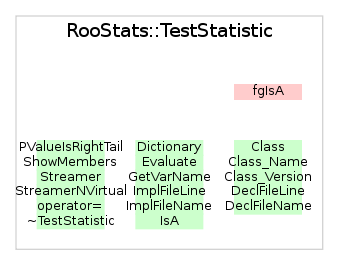 RooStats::TestStatistic
fgIsA
PValueIsRightTail
ShowMembers
Streamer
StreamerNVirtual
operator=
~TestStatistic
Dictionary
Evaluate
GetVarName
ImplFileLine
ImplFileName
IsA
Class
Class_Name
Class_Version
DeclFileLine
DeclFileName